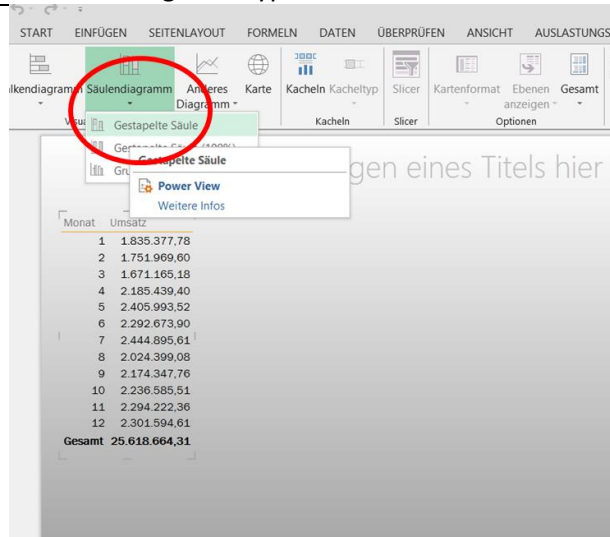 START EINFÜGEN SEITENLAYOUT FORMELN DATEN ÜBERPRÜFEN ANSICHT AUSLASTUNGS
lkendiagramm Säulendiagramm Anderes Diagramm Karte Kacheln Kacheltyp Slicer Kartenformat Ebenen anzeigen Gesamt
Kacheln Slicer Optionen
Gestapelte Säule
Gestapelte Säule (100%)
Gestapelte Säule
Power View
Weitere Infos
gen eines Titels hier
Monat Umsatz
1 1.835.377,78
2 1.751.969,60
3 1.671.165,18
4 2.185.439,40
5 2.405.993,52
6 2.292.673,90
7 2.444.895,61
8 2.024.399,08
9 2.174.347,76
10 2.236.585,51
11 2.294.222,36
12 2.301.594,61
Gesamt 25.618.664,31